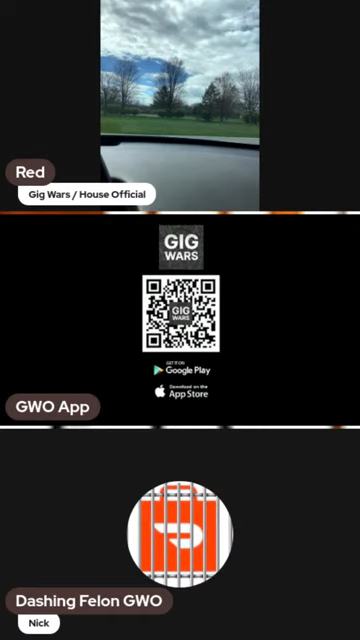 Red
Gig Wars / House Official
GIG
WARS
GIG
WARS
GET IT ON
Google Play
Download on the
App Store
GWO App
Dashing Felon GWO
Nick